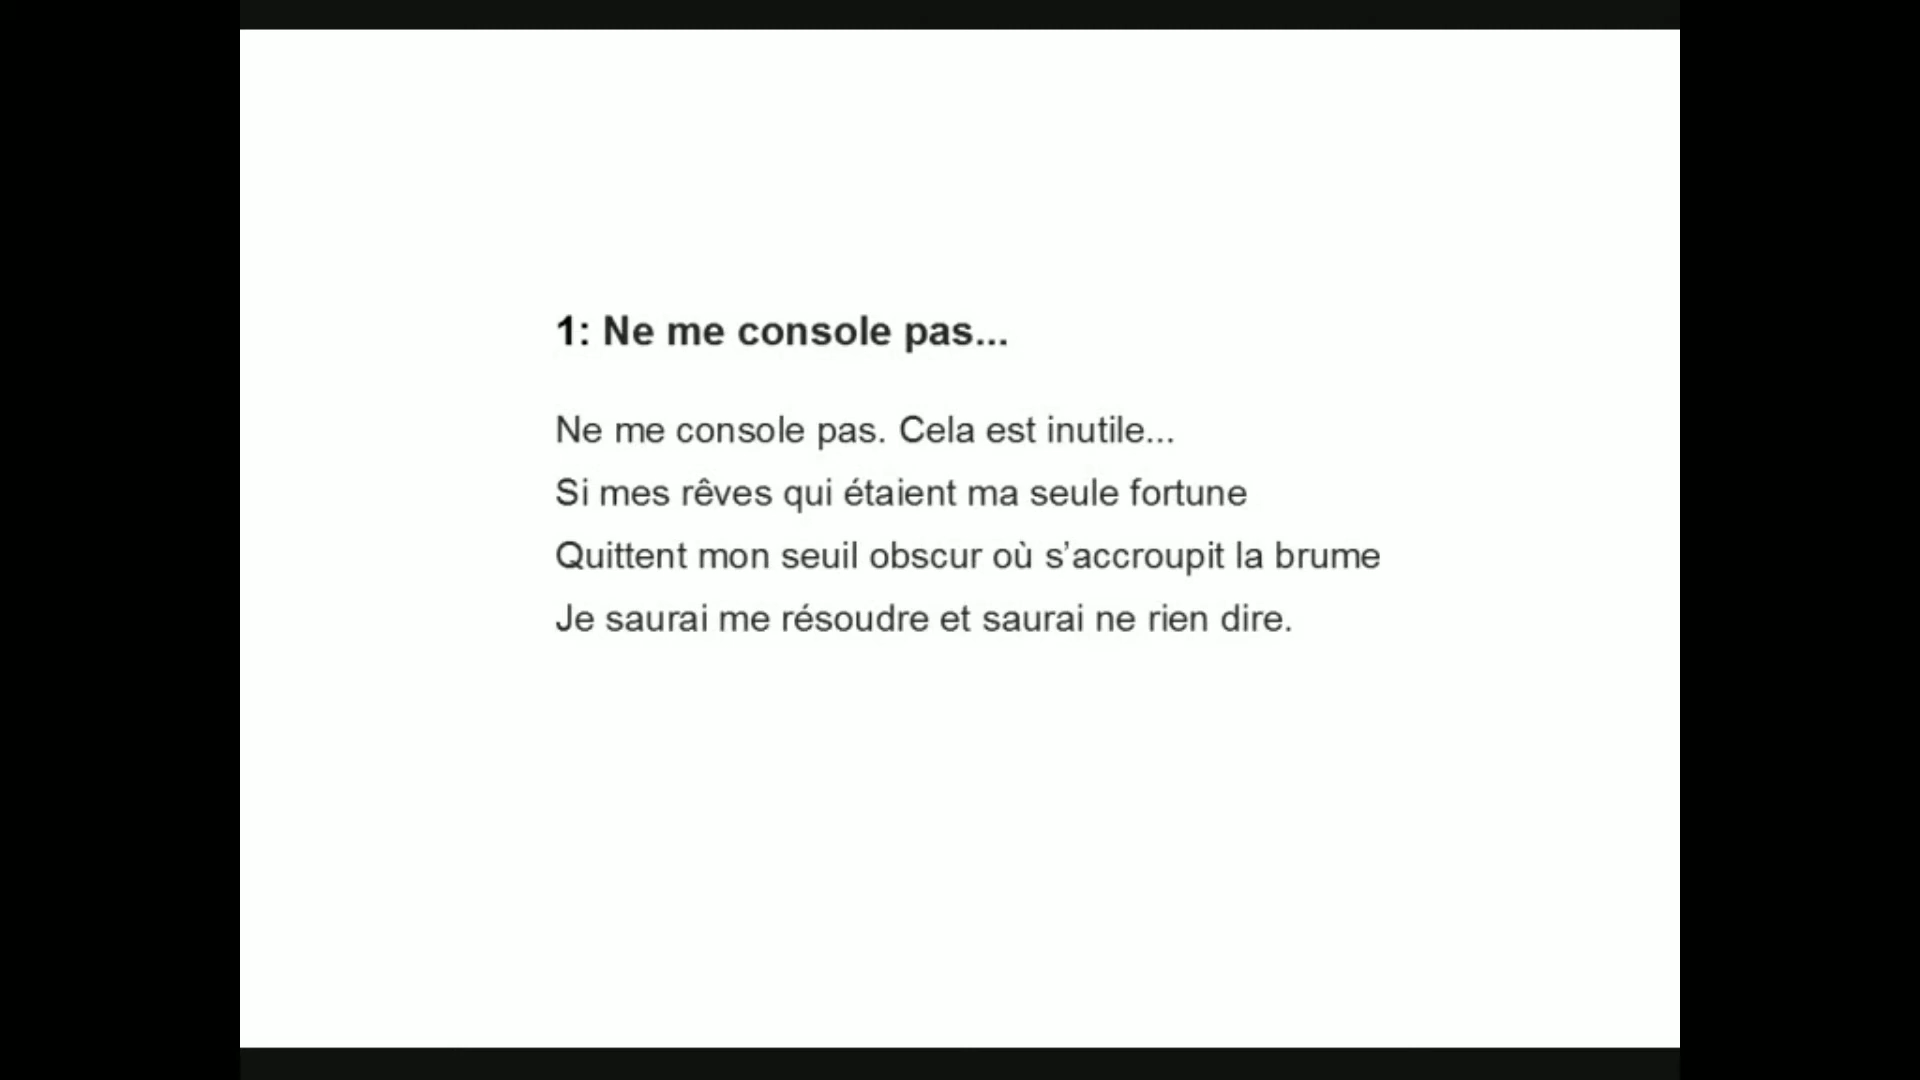 1: Ne me console pas...
Ne me console pas. Cela est inutile...
Si mes rêves qui étaient ma seule fortune
Quittent mon seuil obscur où s’accroupit la brume
Je saurai me résoudre et saurai ne rien dire.